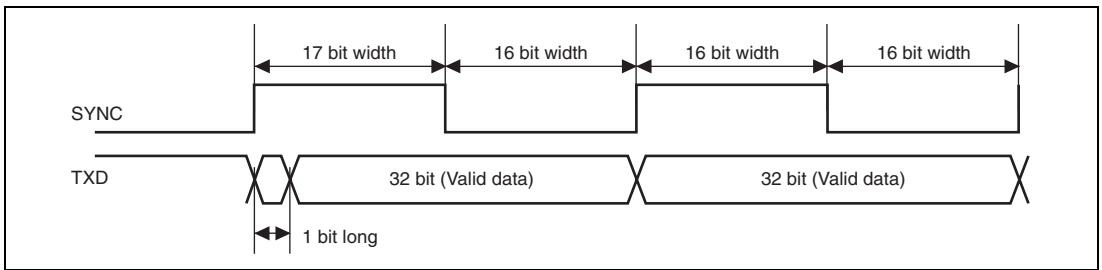 17 bit width 16 bit width 16 bit width 16 bit width
SYNC
TXD 32 bit (Valid data) 32 bit (Valid data)
1 bit long